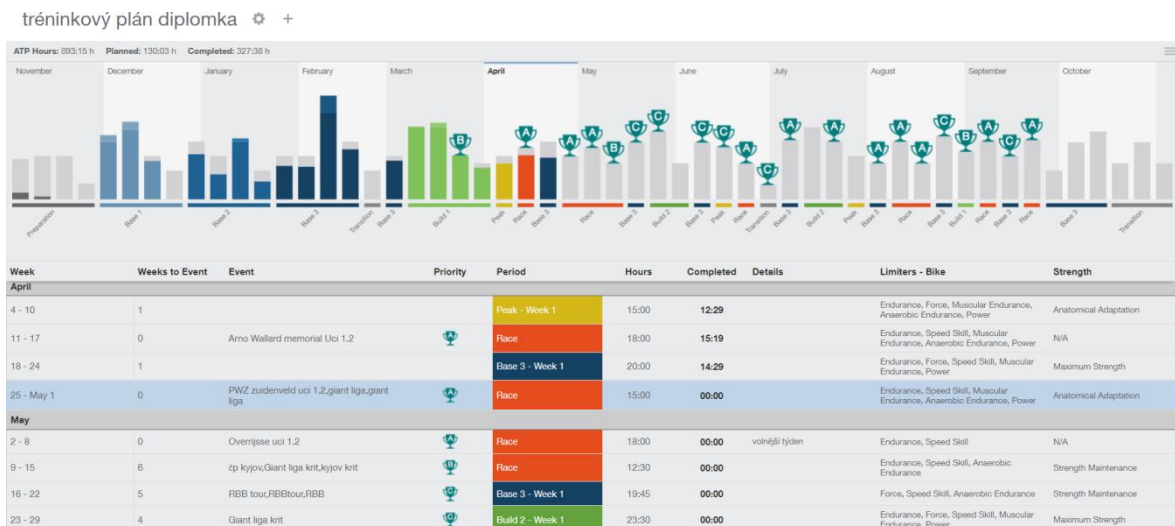 tréninkový plán diplomka
ATP Hours: 893:15 h Planned: 130:03 h Completed: 327:38 h
November December January February March April May June July August September October
B A A A B C C C C A C A A A A A C B A C A
Preparation Base 1 Base 2 Base 3 Transition Base 3 Build 1 Peak Race Base 3 Race Base 3 Build 2 Base 3 Peak Race Transition Base 3 Build 2 Peak Base 3 Race Base 3 Build 1 Race Base 3 Race Base 3 Transition
Week Weeks to Event Event Priority Period Hours Completed Details Limiters - Bike Strength
April
4 - 10 1 Peak - Week 1 15:00 12:29 Endurance, Force, Muscular Endurance, Anatomical Adaptation
Anaerobic Endurance, Power
11 - 17 0 Arno Wallard memorial Uci 1.2 A Race 18:00 15:19 Endurance, Speed Skill, Muscular N/A
Endurance, Anaerobic Endurance, Power
18 - 24 1 Base 3 - Week 1 20:00 14:29 Endurance, Force, Speed Skill, Muscular Maximum Strength
Endurance, Power
25 - May 1 0 PWZ zuidenveld uci 1.2,giant liga,giant A Race 15:00 00:00 Endurance, Speed Skill, Muscular Anatomical Adaptation
liga Endurance, Anaerobic Endurance, Power
May
2 - 8 0 Overrijsse uci 1.2 A Race 18:00 00:00 volnější týden Endurance, Speed Skill N/A
9 - 15 6 čp kyjov,Giant liga krit,kyjov krit B Race 12:30 00:00 Endurance, Speed Skill, Anaerobic Strength Maintenance
Endurance
16 - 22 5 RBB tour,RBBtour,RBB C Base 3 - Week 1 19:45 00:00 Force, Speed Skill, Anaerobic Endurance Strength Maintenance
23 - 29 4 Giant liga krit C Build 2 - Week 1 23:30 00:00 Endurance, Force, Speed Skill, Muscular Maximum Strength
Endurance, Power